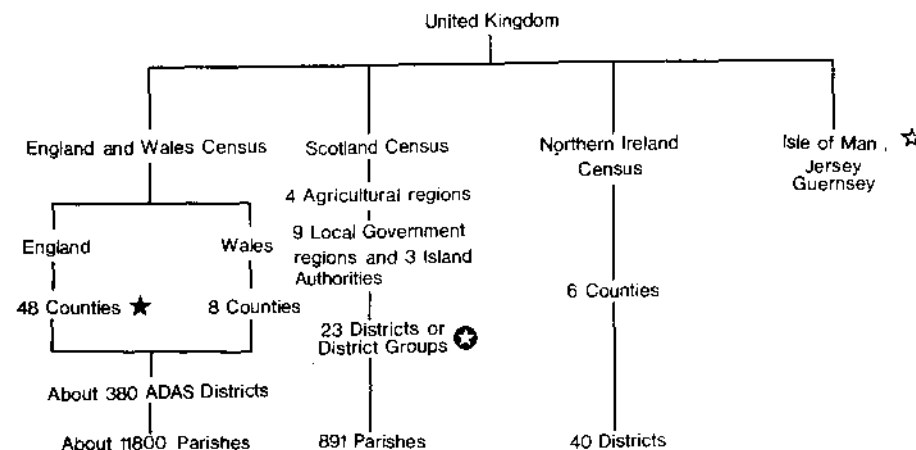 United Kingdom
England and Wales Census
Scotland Census
Northern Ireland
Census
Isle of Man,
Jersey
Guernsey
4 Agricultural regions
England
Wales
9 Local Government
regions and 3 Island
Authorities
48 Counties
8 Counties
6 Counties
23 Districts or
District Groups
About 380 ADAS Districts
About 11800 Parishes
891 Parishes
40 Districts